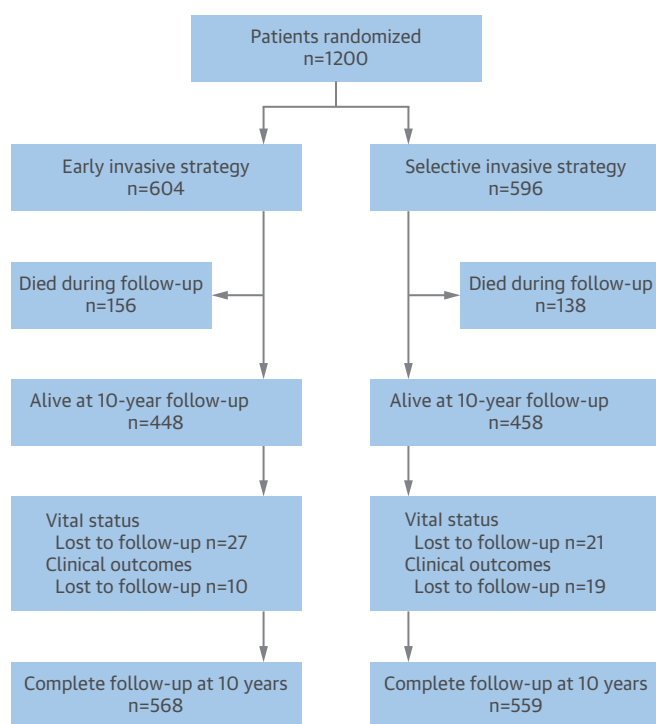 Patients randomized
n=1200
Early invasive strategy
n=604
Selective invasive strategy
n=596
Died during follow-up
n=156
Died during follow-up
n=138
Alive at 10-year follow-up
n=448
Alive at 10-year follow-up
n=458
Vital status
Lost to follow-up n=27
Clinical outcomes
Lost to follow-up n=10
Vital status
Lost to follow-up n=21
Clinical outcomes
Lost to follow-up n=19
Complete follow-up at 10 years
n=568
Complete follow-up at 10 years
n=559